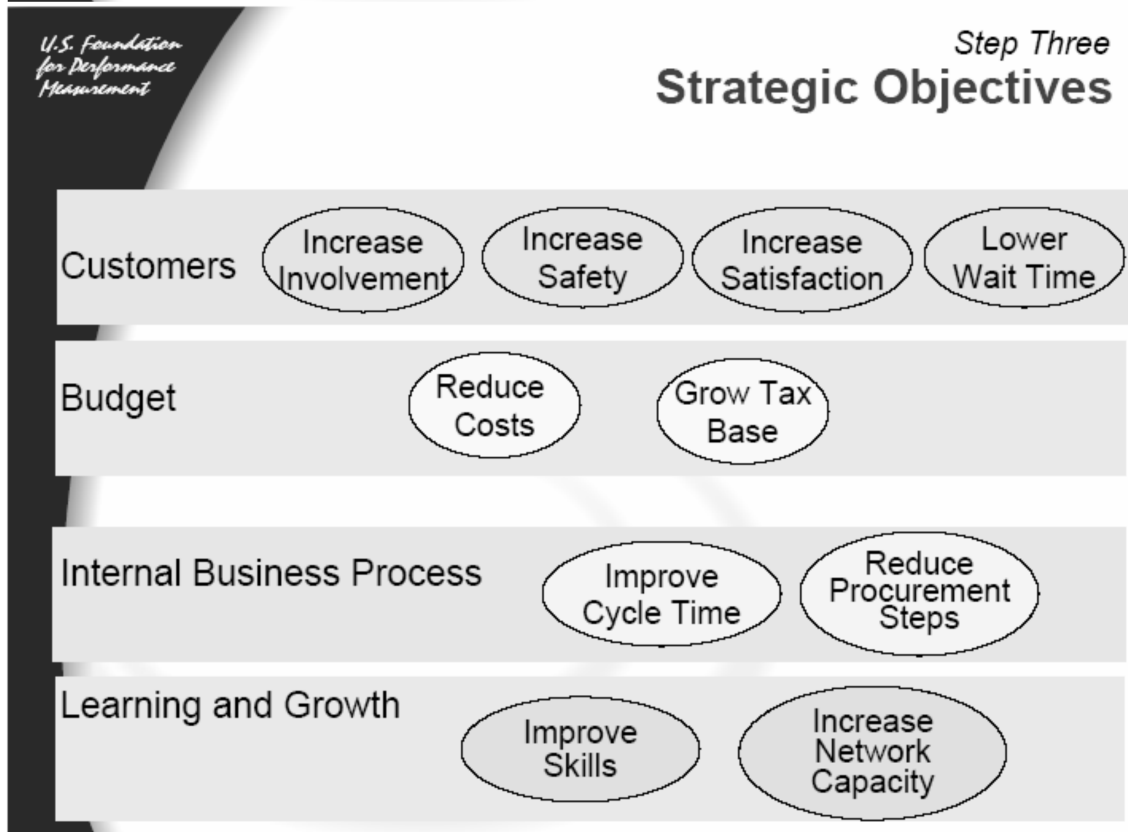 U.S. Foundation
for Performance
Measurement
Step Three
Strategic Objectives
Customers
Increase
Involvement
Increase
Safety
Increase
Satisfaction
Lower
Wait Time
Budget
Reduce
Costs
Grow Tax
Base
Internal Business Process
Improve
Cycle Time
Reduce
Procurement
Steps
Learning and Growth
Improve
Skills
Increase
Network
Capacity